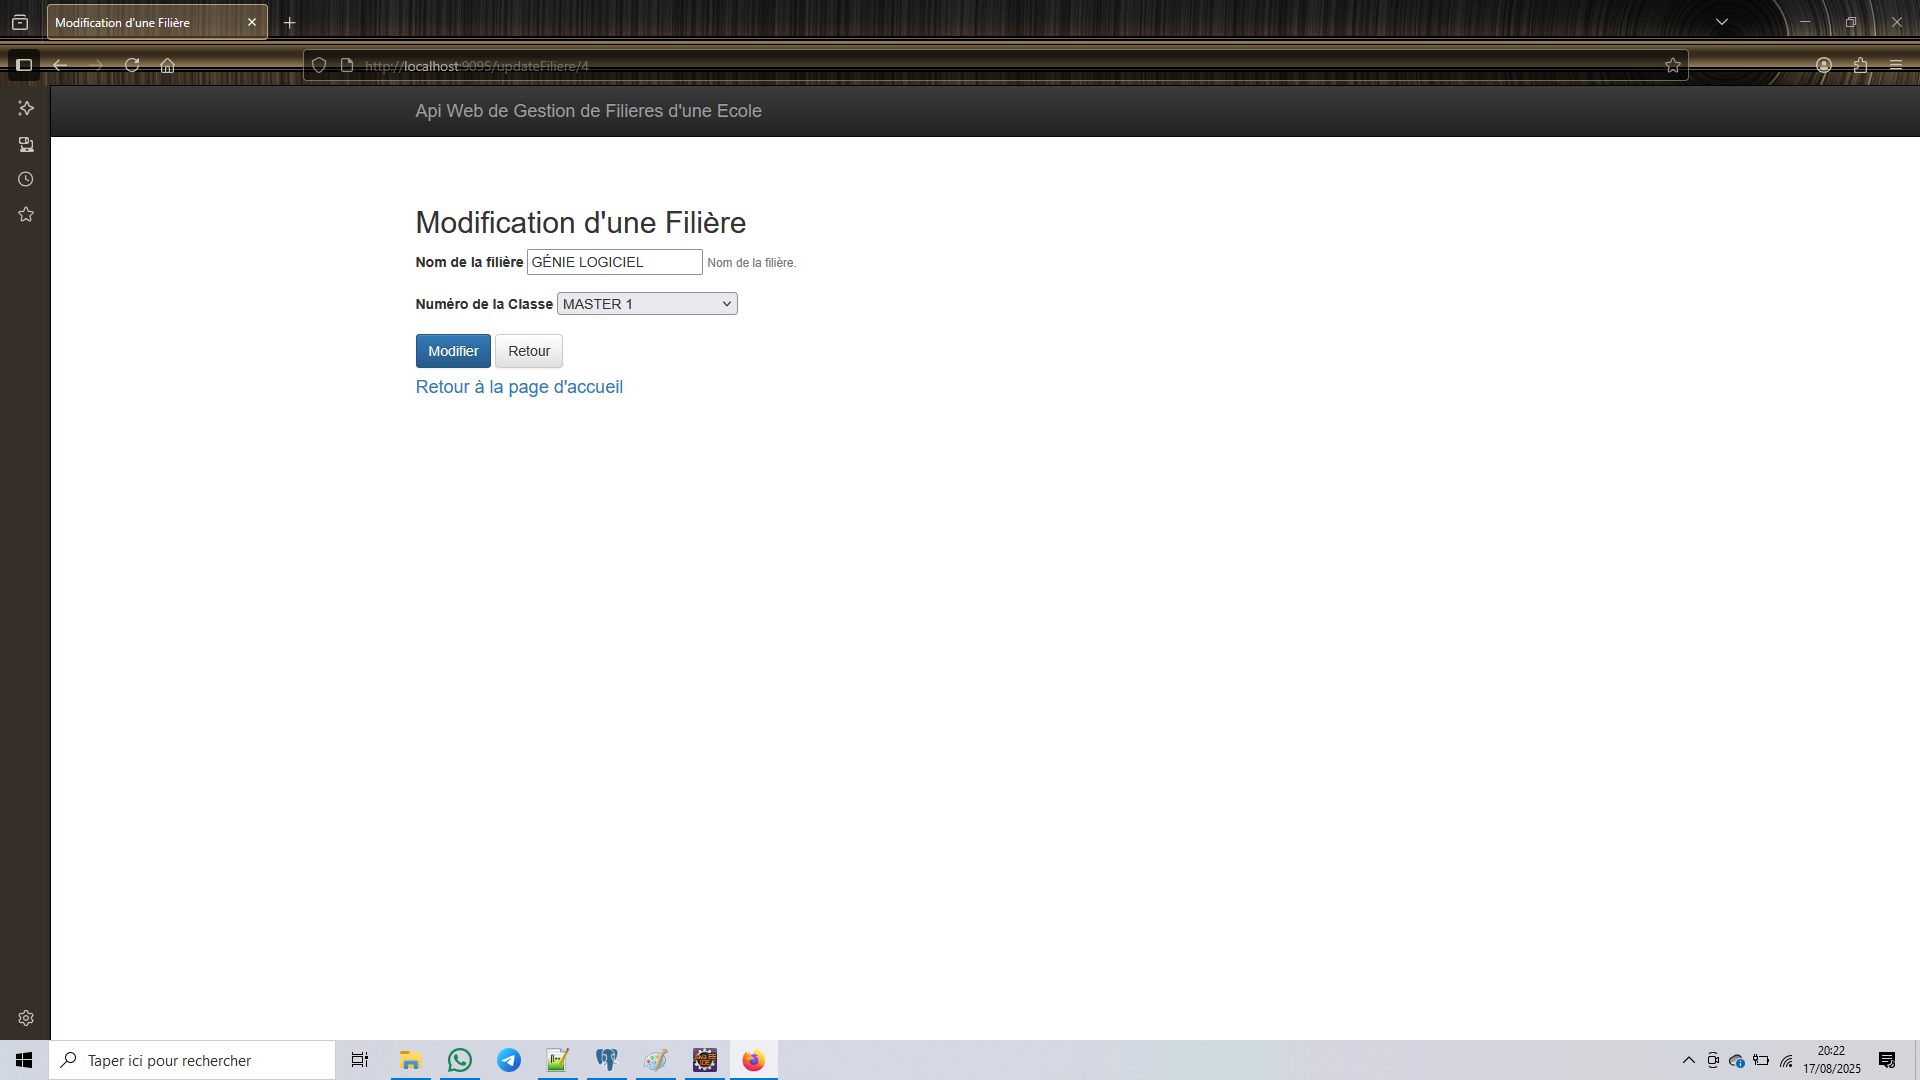 Modification d'une Filière
http://localhost:9095/updateFiliere/4
Api Web de Gestion de Filieres d'une Ecole
Modification d'une Filière
Nom de la filière GÉNIE LOGICIEL Nom de la filière.
Numéro de la Classe MASTER 1
Modifier Retour
Retour à la page d'accueil
Taper ici pour rechercher
20:22
17/08/2025